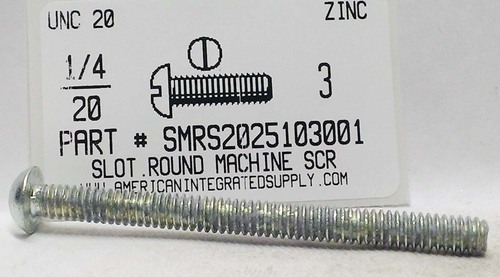 UNC 20 ZINC
1/4
20 3
PART # SMRS2025103001
SLOT.ROUND MACHINE SCR
WWW.AMERICANINTEGRATEDSUPPLY.COM